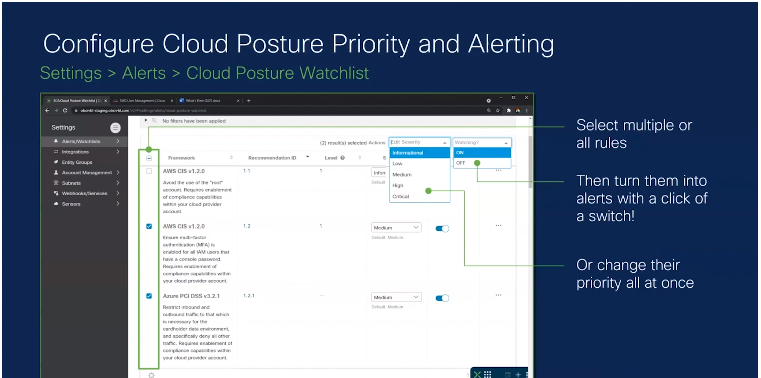 Configure Cloud Posture Priority and Alerting
Settings > Alerts > Cloud Posture Watchlist
Settings
Alerts/Watchlists
Integrations
Entity Groups
Account Management
Subnets
Webhooks/Services
Sensors
No filters have been applied
(2) result(s) selected Actions Edit Severity Watching?
Informational
Low
Medium
High
Critical
ON
OFF
Framework Recommendation ID Level
AWS CIS v1.2.0 1.1 1
Avoid the use of the "root"
account. Requires enablement
of compliance capabilities
within your cloud provider
account.
AWS CIS v1.2.0 1.2 1 Medium
Default: Medium
Ensure multi-factor
authentication (MFA) is
enabled for all IAM users that
have a console password.
Requires enablement of
compliance capabilities within
your cloud provider account.
Azure PCI DSS v3.2.1 1.2.1 -- Medium
Default: Medium
Restrict inbound and
outbound traffic to that which
is necessary for the
cardholder data environment,
and specifically deny all other
traffic. Requires enablement
of compliance capabilities
within your cloud provider
account.
Select multiple or
all rules
Then turn them into
alerts with a click of
a switch!
Or change their
priority all at once